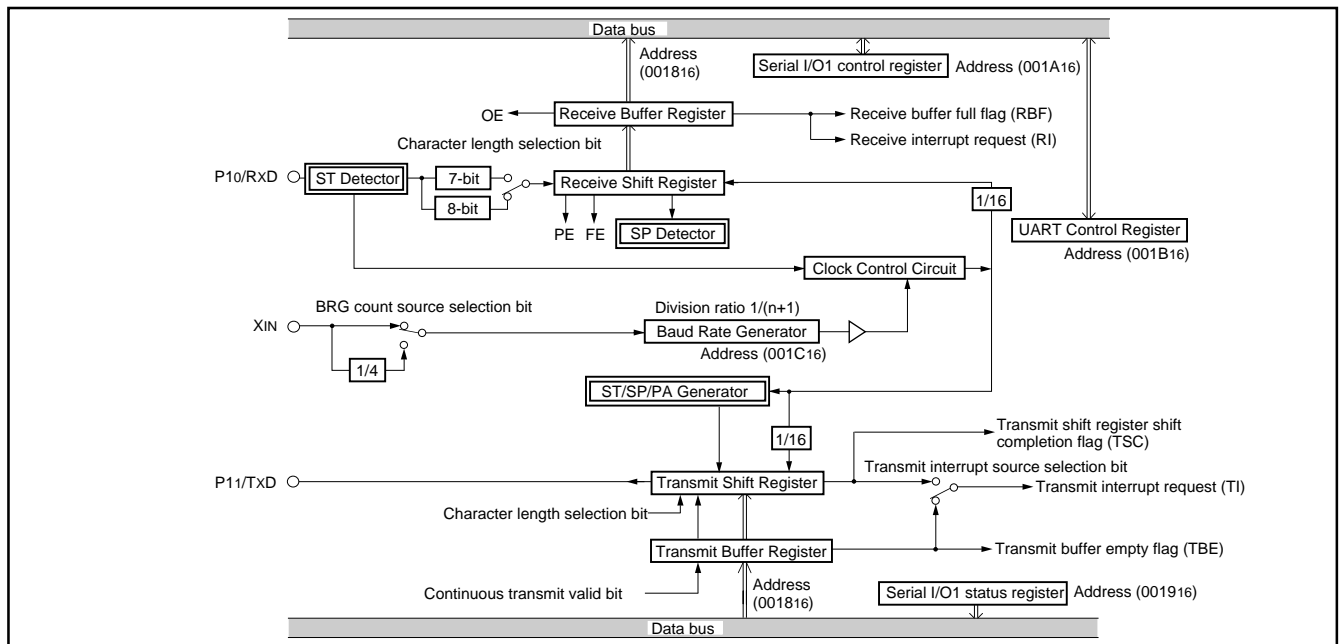 Data bus
Address
(001816)
Serial I/O1 control register
Address (001A16)
OE
Receive Buffer Register
Receive buffer full flag (RBF)
Receive interrupt request (RI)
Character length selection bit
P10/RXD
ST Detector
7-bit
8-bit
Receive Shift Register
1/16
PE
FE
SP Detector
UART Control Register
Address (001B16)
Clock Control Circuit
BRG count source selection bit
Division ratio 1/(n+1)
XIN
Baud Rate Generator
Address (001C16)
1/4
ST/SP/PA Generator
1/16
Transmit shift register shift
completion flag (TSC)
Transmit interrupt source selection bit
P11/TXD
Transmit Shift Register
Transmit interrupt request (TI)
Character length selection bit
Transmit Buffer Register
Transmit buffer empty flag (TBE)
Continuous transmit valid bit
Address
(001816)
Serial I/O1 status register
Address (001916)
Data bus